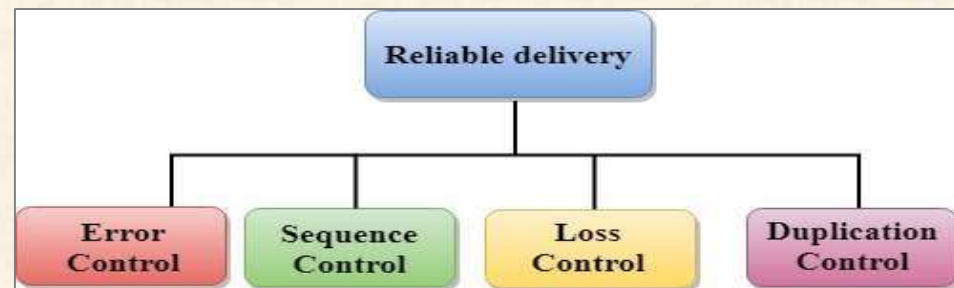 Reliable delivery
Error
Control
Sequence
Control
Loss
Control
Duplication
Control